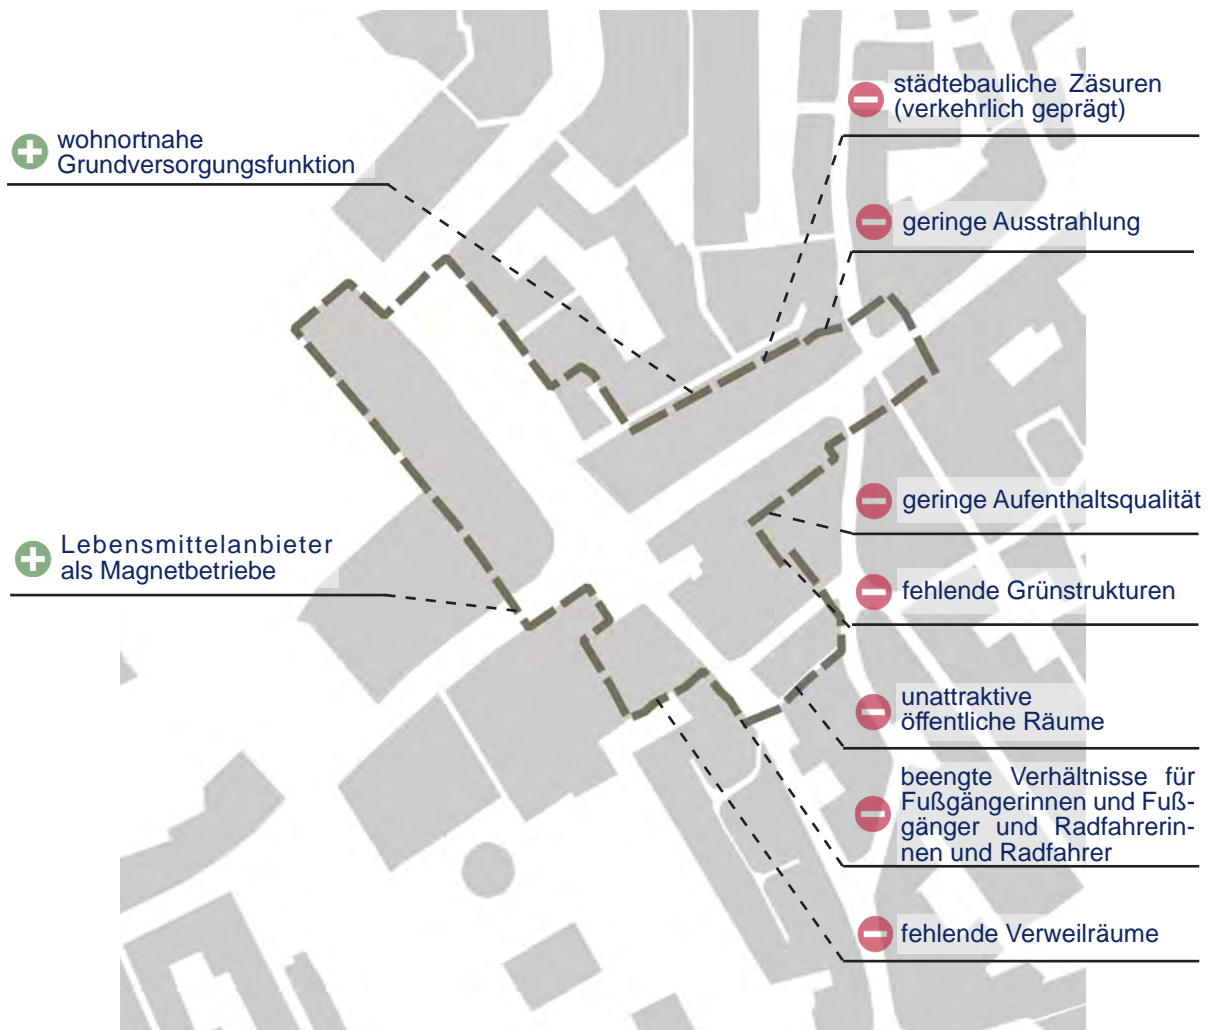 wohnortnahe
Grundversorgungsfunktion
Lebensmittelanbieter
als Magnetbetriebe
städtebauliche Zäsuren
(verkehrlich geprägt)
geringe Ausstrahlung
geringe Aufenthaltsqualität
fehlende Grünstrukturen
unattraktive
öffentliche Räume
beengte Verhältnisse für
Fußgängerinnen und Fuß-
gänger und Radfahrerin-
nen und Radfahrer
fehlende Verweilräume